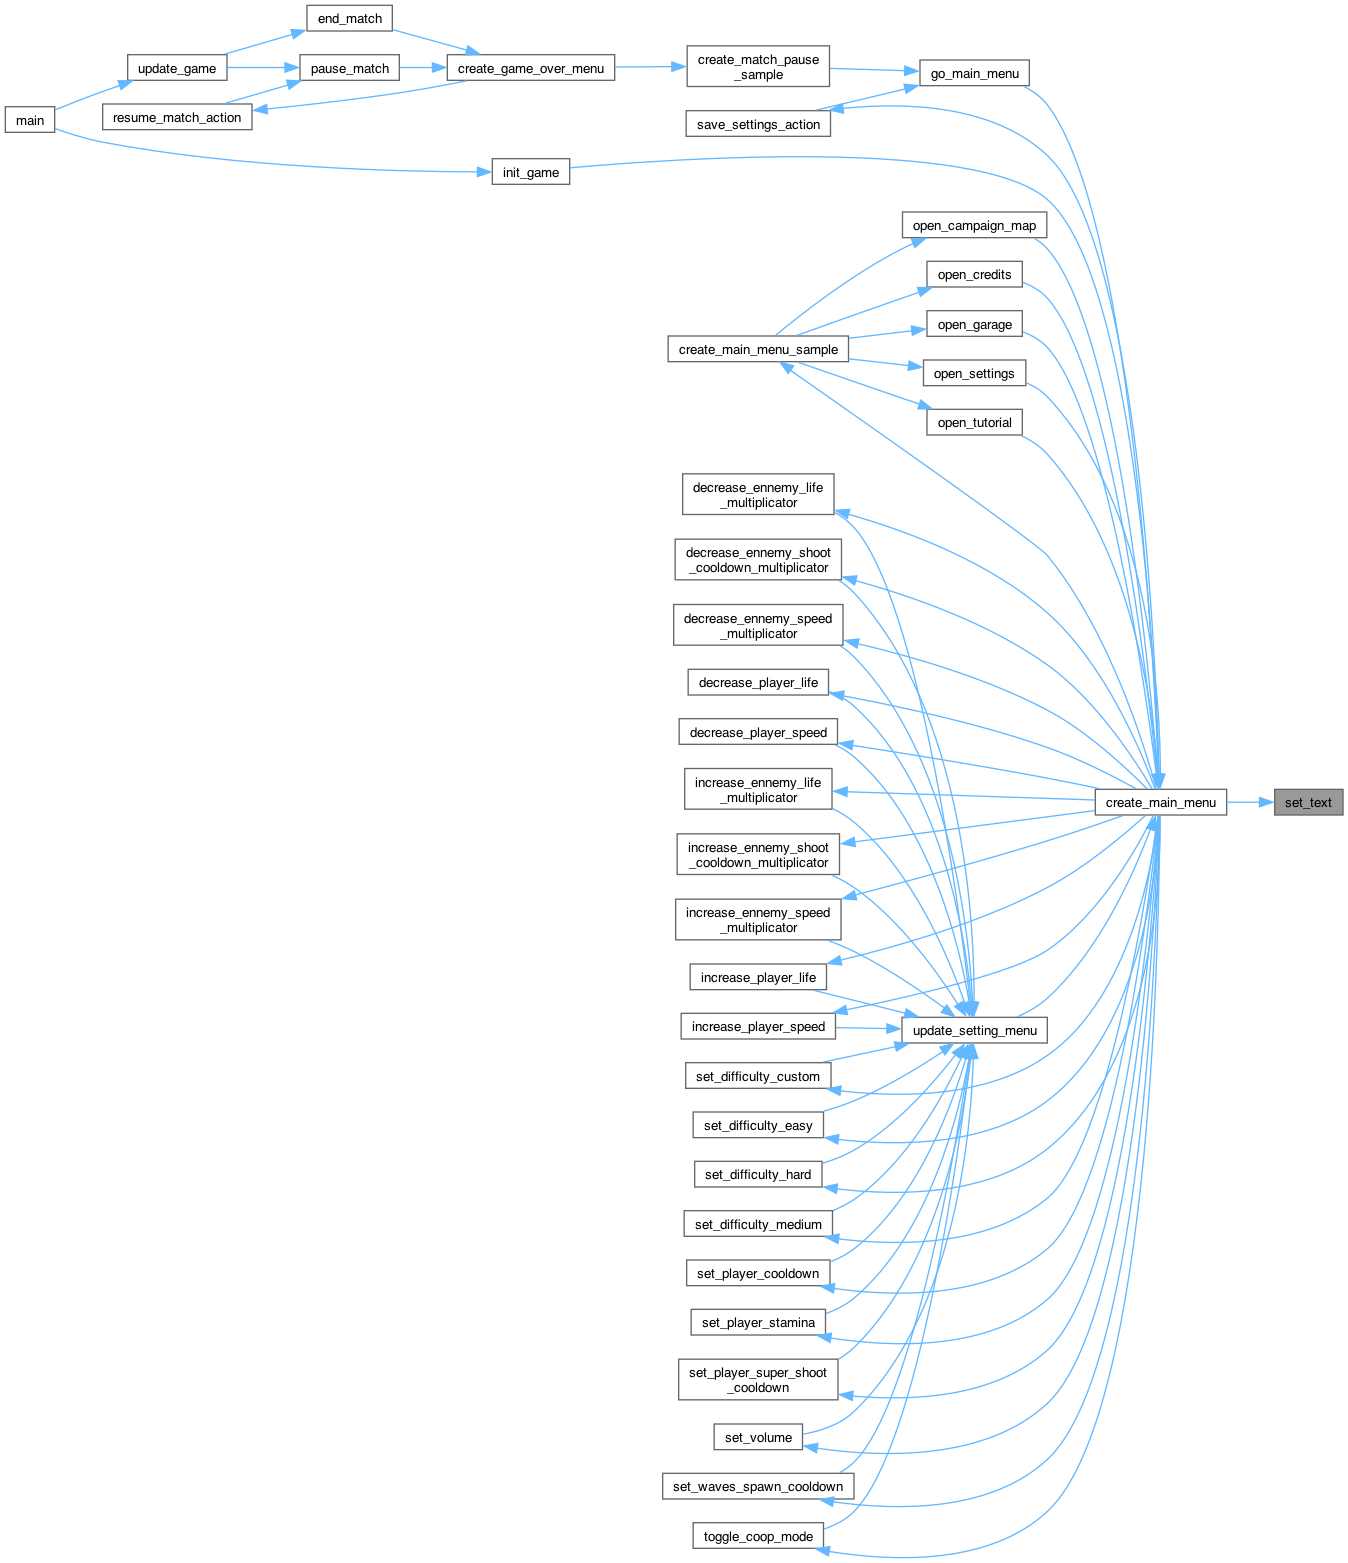 end_match
update_game
pause_match
create_game_over_menu
create_match_pause
_sample
go_main_menu
main
resume_match_action
save_settings_action
init_game
open_campaign_map
open_credits
open_garage
create_main_menu_sample
open_settings
open_tutorial
decrease_ennemy_life
_multiplicator
decrease_ennemy_shoot
_cooldown_multiplicator
decrease_ennemy_speed
_multiplicator
decrease_player_life
decrease_player_speed
increase_ennemy_life
_multiplicator
create_main_menu
set_text
increase_ennemy_shoot
_cooldown_multiplicator
increase_ennemy_speed
_multiplicator
increase_player_life
increase_player_speed
update_setting_menu
set_difficulty_custom
set_difficulty_easy
set_difficulty_hard
set_difficulty_medium
set_player_cooldown
set_player_stamina
set_player_super_shoot
_cooldown
set_volume
set_waves_spawn_cooldown
toggle_coop_mode